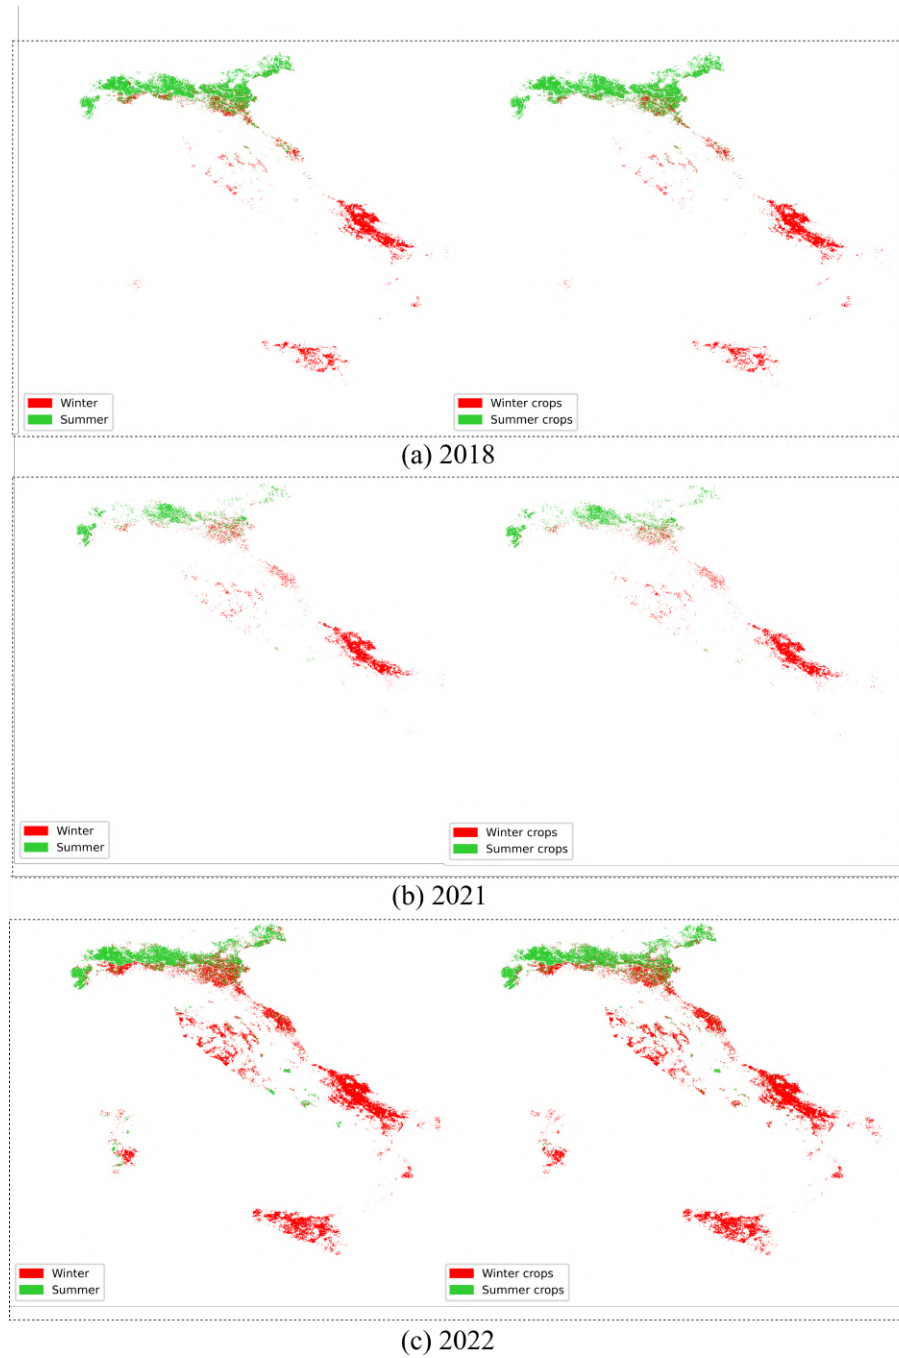 Winter
Summer
Winter crops
Summer crops
(a) 2018
Winter
Summer
Winter crops
Summer crops
(b) 2021
Winter
Summer
Winter crops
Summer crops
(c) 2022